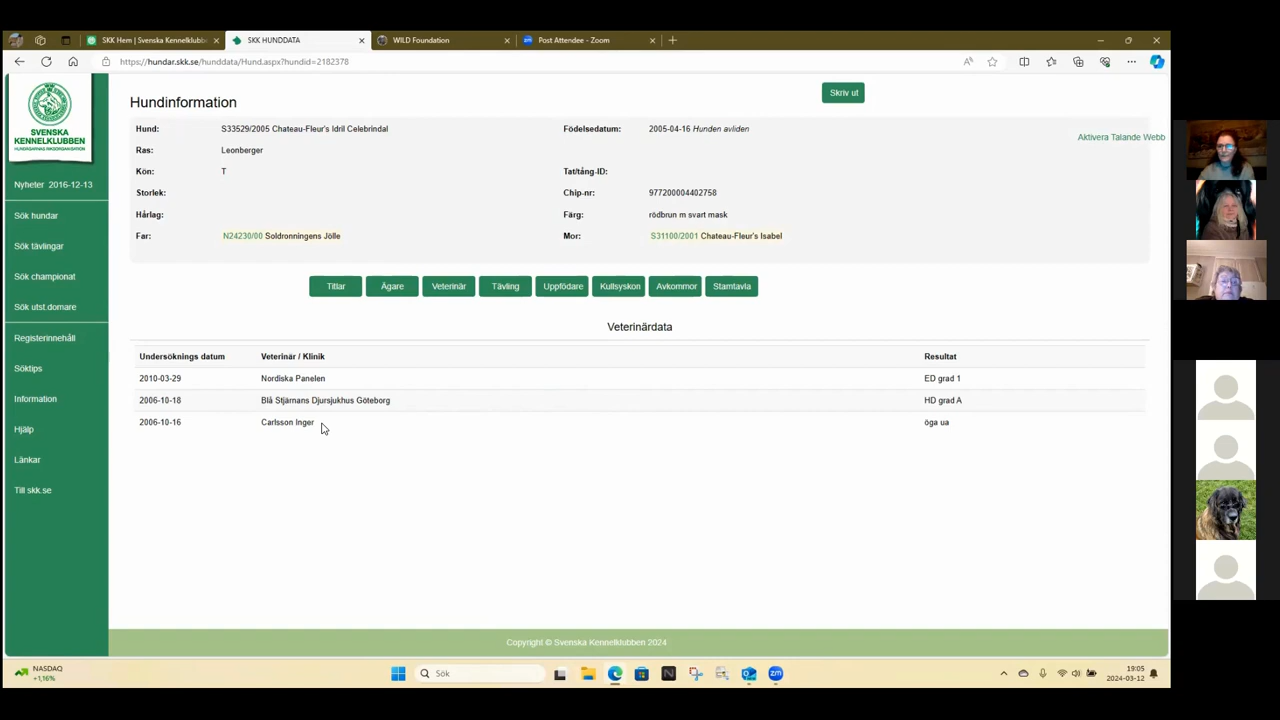 SKK Hem | Svenska Kennelklubb
SKK HUNDDATA
WILD Foundation
Post Attendee - Zoom
https://hundar.skk.se/hunddata/Hund.aspx?hundid=2182378
SVENSKA
KENNELKLUBBEN
HUNDÄGARNAS RIKSORGANISATION
Nyheter 2016-12-13
Sök hundar
Sök tävlingar
Sök championat
Sök utst.domare
Registerinnehåll
Söktips
Information
Hjälp
Länkar
Till skk.se
Hundinformation
Skriv ut
Aktivera Talande Webb
Hund: S33529/2005 Chateau-Fleur's Idril Celebrindal Födelsedatum: 2005-04-16 Hunden avliden
Ras: Leonberger
Kön: T Tat/tång-ID:
Storlek: Chip-nr: 977200004402758
Hårlag: Färg: rödbrun m svart mask
Far: N24230/00 Soldronningens Jölle Mor: S31100/2001 Chateau-Fleur's Isabel
Titlar Ägare Veterinär Tävling Uppfödare Kullsyskon Avkommor Stamtavla
Veterinärdata
Undersöknings datum Veterinär / Klinik Resultat
2010-03-29 Nordiska Panelen ED grad 1
2006-10-18 Blå Stjärnans Djursjukhus Göteborg HD grad A
2006-10-16 Carlsson Inger öga ua
Copyright © Svenska Kennelklubben 2024
NASDAQ
+1,16%
Sök
19:05
2024-03-12